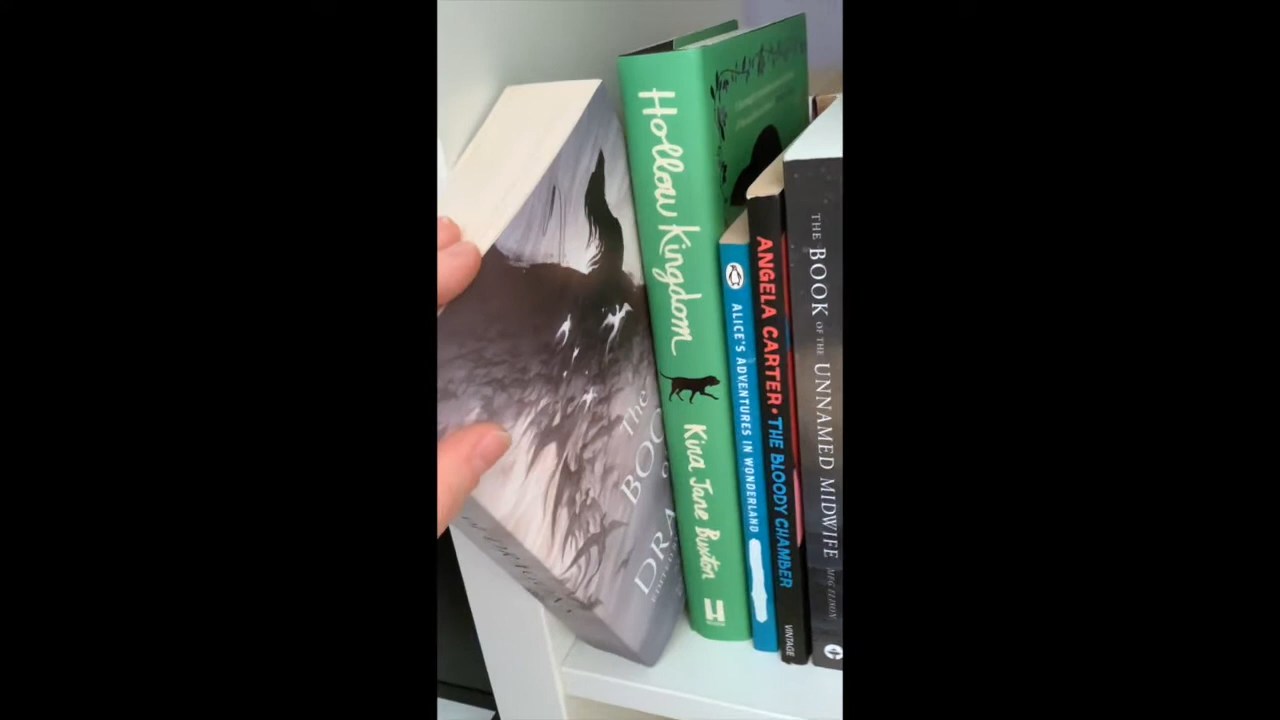 The
BOO
DR
Hollow Kingdom
Kira Jane Buxton
ALICE'S ADVENTURES IN WONDERLAND
ANGELA CARTER • THE BLOODY CHAMBER
VINTAGE
THE BOOK OF THE UNNAMED MIDWIFE
MEG ELISON